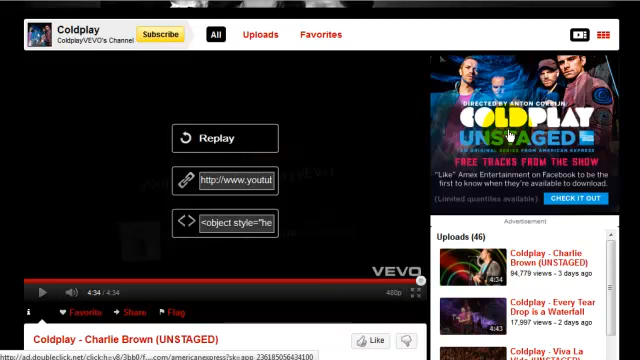 Coldplay
ColdplayVEVO's Channel
Subscribe
All
Uploads
Favorites
Replay
http://www.youtut
<object style="he
vevo
4:34 / 4:34
480p
Favorite
Share
Flag
Coldplay - Charlie Brown (UNSTAGED)
Like
DIRECTED BY ANTON CORBIJN
COLDPLAY
UNSTAGED
AN ORIGINAL SERIES FROM AMERICAN EXPRESS
FREE TRACKS FROM THE SHOW
"Like" Amex Entertainment on Facebook to be the
first to know when they're available to download.
(Limited quantities available)
CHECK IT OUT
Advertisement
Uploads (46)
Coldplay - Charlie
Brown (UNSTAGED)
94,779 views - 3 days ago
4:34
Coldplay - Every Tear
Drop is a Waterfall
17,997 views - 2 days ago
4:43
Coldplay - Viva La
http://ad.doubleclick.net/click;h=v8/3bb0/f....com/americanexpress?sk=app_236185056434100